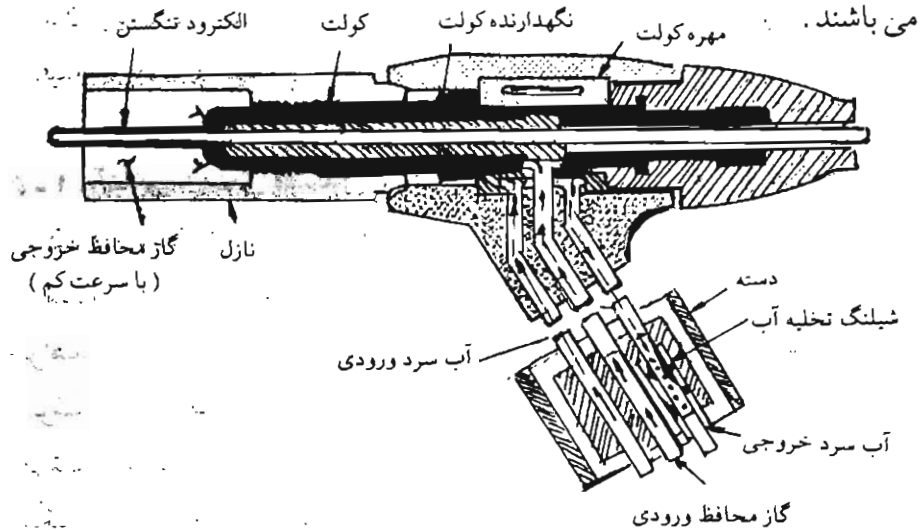 می باشند .
مهره کولت
نگهدارنده کولت
کولت
الکترود تنگستن
گاز محافظ خروجی
( با سرعت کم )
نازل
دسته
شیلنگ تخلیه آب
آب سرد ورودی
آب سرد خروجی
گاز محافظ ورودی